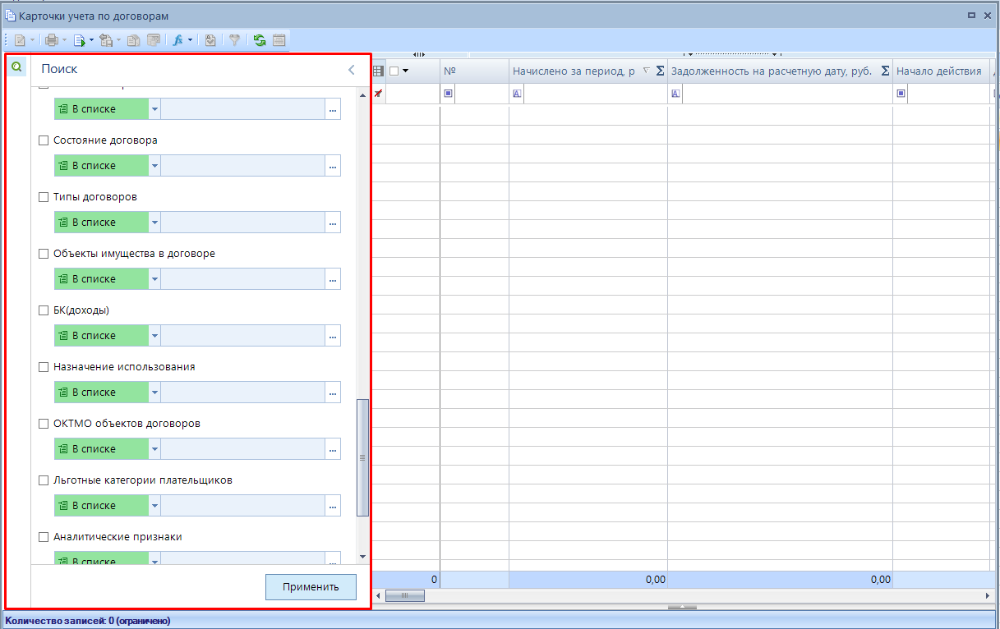 Карточки учета по договорам
Поиск
№
Начислено за период, р
Σ
Задолженность на расчетную дату, руб.
Σ
Начало действия
В списке
...
Состояние договора
В списке
...
Типы договоров
В списке
...
Объекты имущества в договоре
В списке
...
БК(доходы)
В списке
...
Назначение использования
В списке
...
ОКТМО объектов договоров
В списке
...
Льготные категории плательщиков
В списке
...
Аналитические признаки
В списке
...
Применить
0
0,00
0,00
Количество записей: 0 (ограничено)